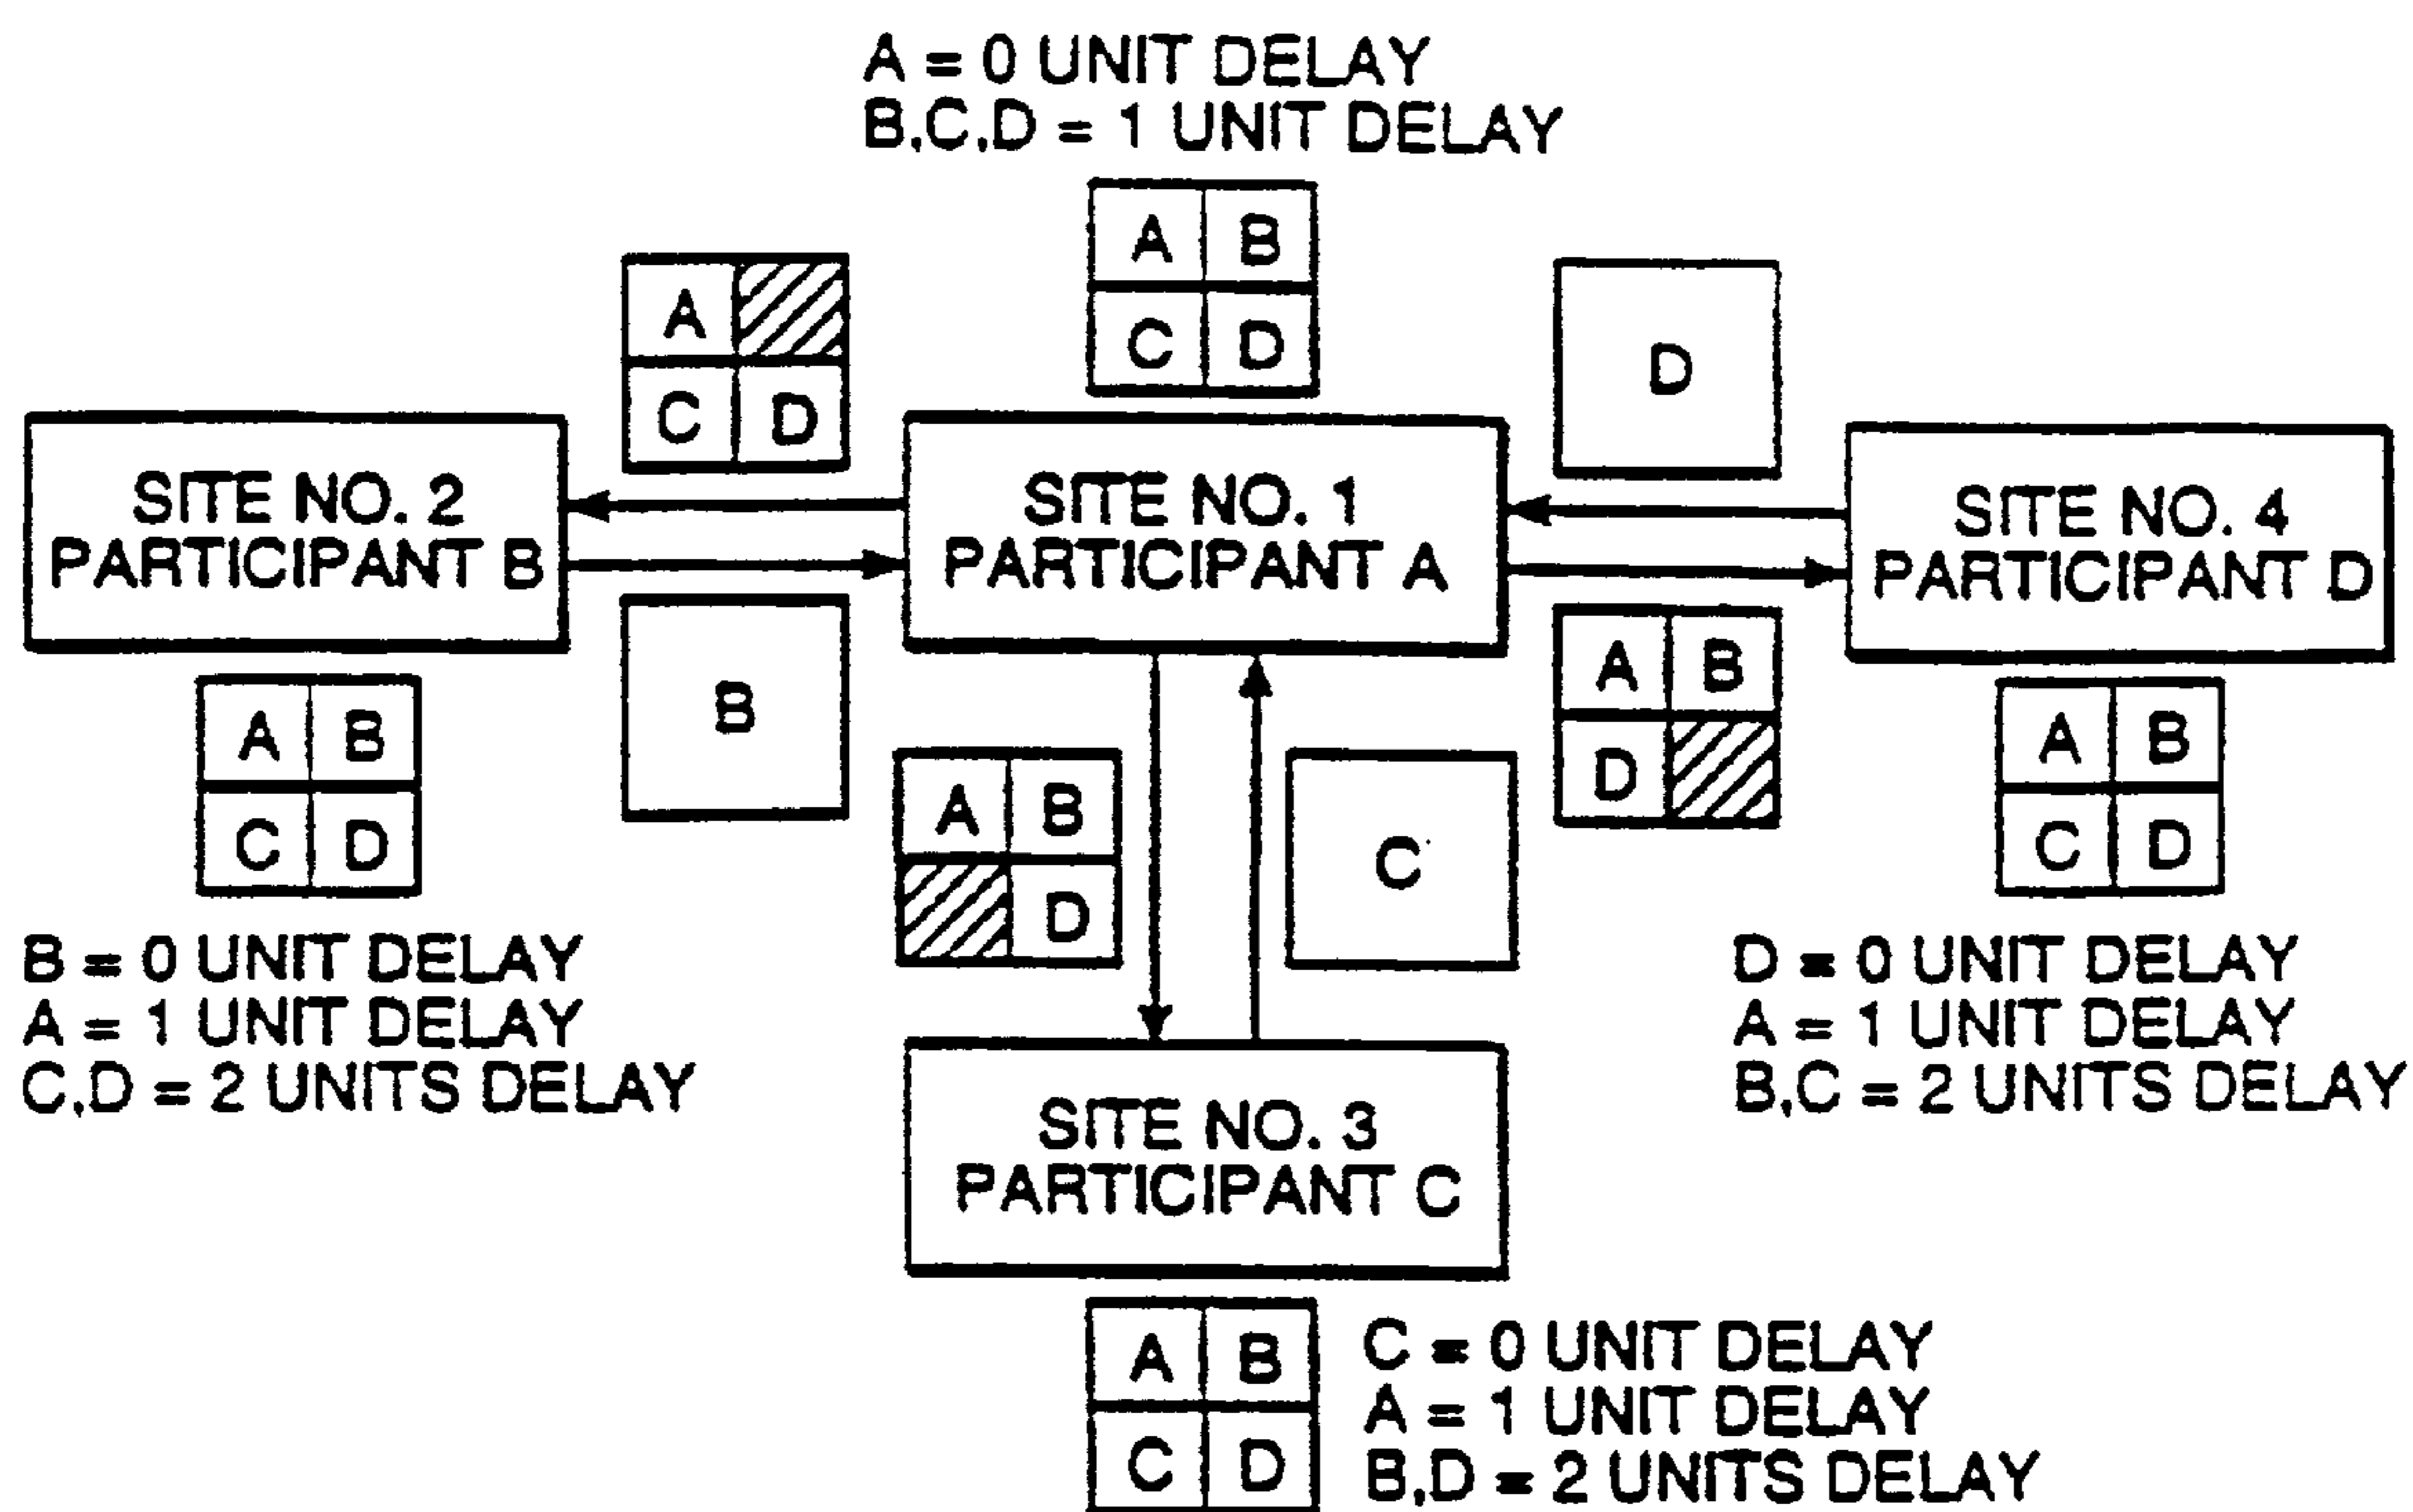 A = 0 UNIT DELAY
B,C,D = 1 UNIT DELAY
A B
C D
A
C D
D
SITE NO. 2
PARTICIPANT B
SITE NO. 1
PARTICIPANT A
SITE NO. 4
PARTICIPANT D
A B
C D
B
A B
D
C
A B
D
A B
C D
B = 0 UNIT DELAY
A = 1 UNIT DELAY
C,D = 2 UNITS DELAY
D = 0 UNIT DELAY
A = 1 UNIT DELAY
B,C = 2 UNITS DELAY
SITE NO. 3
PARTICIPANT C
A B
C D
C = 0 UNIT DELAY
A = 1 UNIT DELAY
B,D = 2 UNITS DELAY